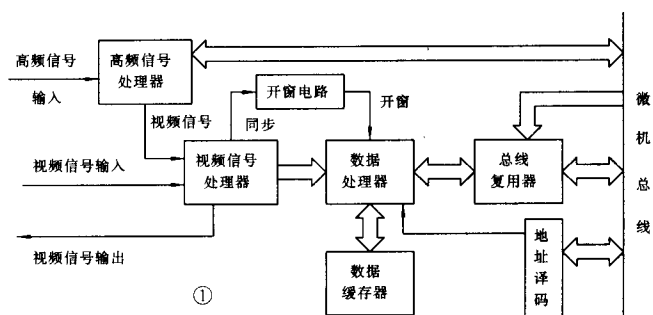 高频信号
输入
高频信号
处理器
视频信号
同步
开窗电路
开窗
微机总线
视频信号输入
视频信号
处理器
数据
处理器
总线
复用器
视频信号输出
数据
缓存器
地址译码
①